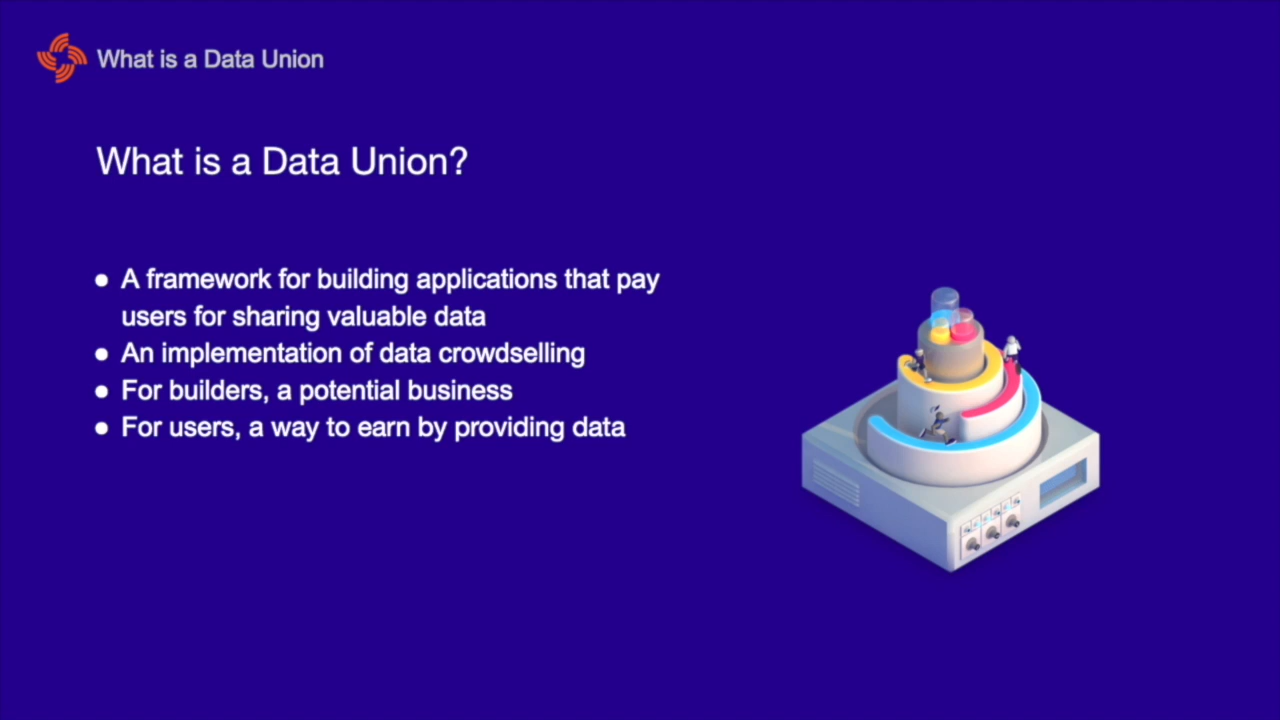 What is a Data Union
What is a Data Union?
● A framework for building applications that pay
users for sharing valuable data
● An implementation of data crowdselling
● For builders, a potential business
● For users, a way to earn by providing data